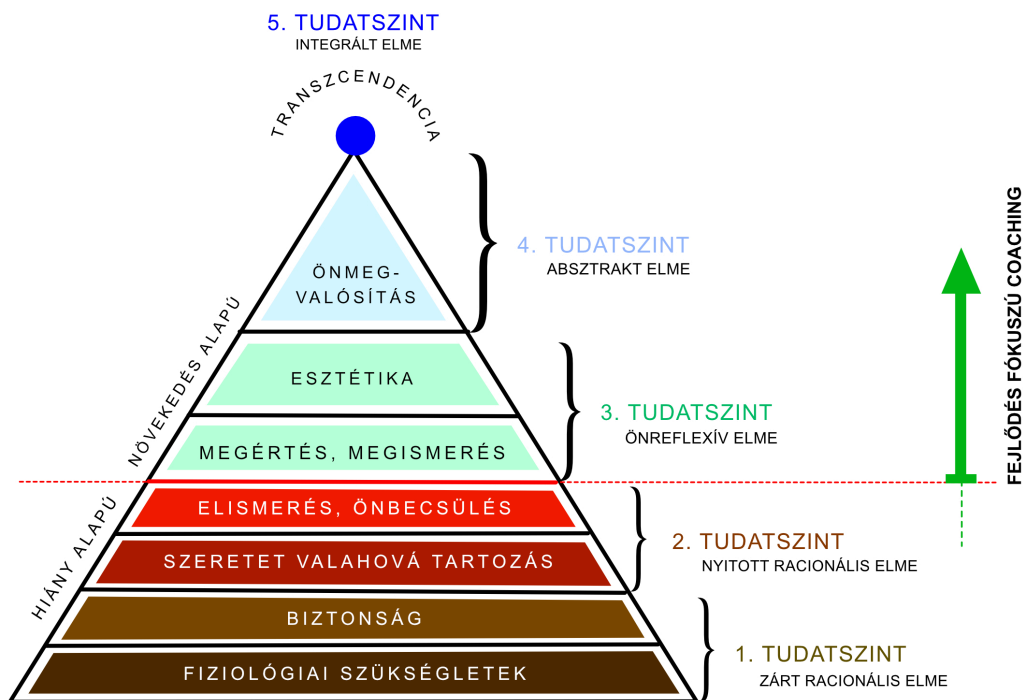 5. TUDATSZINT
INTEGRÁLT ELME
TRANSZCENDENCIA
4. TUDATSZINT
ABSZTRAKT ELME
ÖNMEG-
VALÓSÍTÁS
NÖVEKEDÉS ALAPÚ
ESZTÉTIKA
3. TUDATSZINT
ÖNREFLEXÍV ELME
MEGÉRTÉS, MEGISMERÉS
FEJLŐDÉS FÓKUSZÚ COACHING
HIÁNY ALAPÚ
ELISMERÉS, ÖNBECSÜLÉS
2. TUDATSZINT
NYITOTT RACIONÁLIS ELME
SZERETET VALAHOVÁ TARTOZÁS
BIZTONSÁG
1. TUDATSZINT
ZÁRT RACIONÁLIS ELME
FIZIOLÓGIAI SZÜKSÉGLETEK